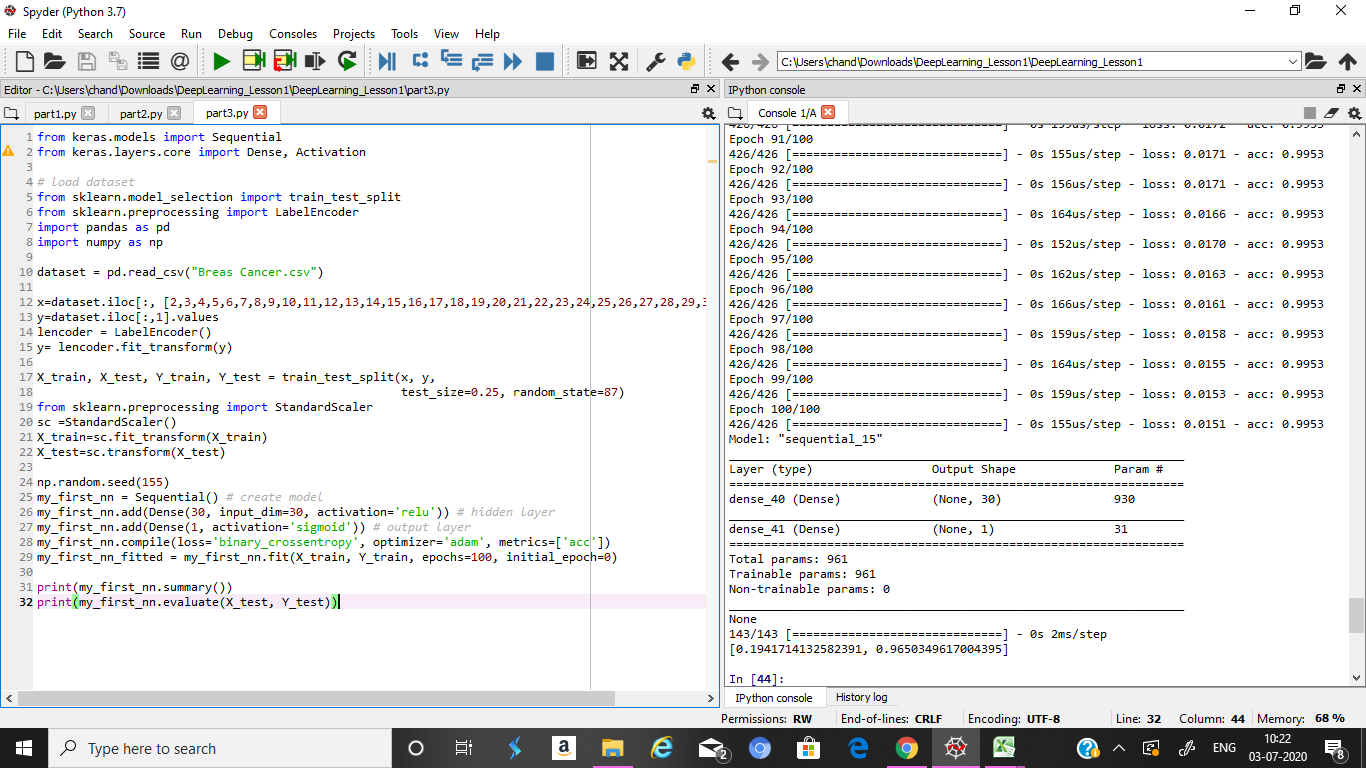 Spyder (Python 3.7)
File Edit Search Source Run Debug Consoles Projects Tools View Help
C:\Users\chand\Downloads\DeepLearning_Lesson1\DeepLearning_Lesson1
Editor - C:\Users\chand\Downloads\DeepLearning_Lesson1\DeepLearning_Lesson1\part3.py
part1.py part2.py part3.py
1 from keras.models import Sequential
2 from keras.layers.core import Dense, Activation
3
4 # load dataset
5 from sklearn.model_selection import train_test_split
6 from sklearn.preprocessing import LabelEncoder
7 import pandas as pd
8 import numpy as np
9
10 dataset = pd.read_csv("Breas Cancer.csv")
11
12 x=dataset.iloc[:, [2,3,4,5,6,7,8,9,10,11,12,13,14,15,16,17,18,19,20,21,22,23,24,25,26,27,28,29,3
13 y=dataset.iloc[:,1].values
14 lencoder = LabelEncoder()
15 y= lencoder.fit_transform(y)
16
17 X_train, X_test, Y_train, Y_test = train_test_split(x, y,
18 test_size=0.25, random_state=87)
19 from sklearn.preprocessing import StandardScaler
20 sc =StandardScaler()
21 X_train=sc.fit_transform(X_train)
22 X_test=sc.transform(X_test)
23
24 np.random.seed(155)
25 my_first_nn = Sequential() # create model
26 my_first_nn.add(Dense(30, input_dim=30, activation='relu')) # hidden layer
27 my_first_nn.add(Dense(1, activation='sigmoid')) # output layer
28 my_first_nn.compile(loss='binary_crossentropy', optimizer='adam', metrics=['acc'])
29 my_first_nn_fitted = my_first_nn.fit(X_train, Y_train, epochs=100, initial_epoch=0)
30
31 print(my_first_nn.summary())
32 print(my_first_nn.evaluate(X_test, Y_test))
IPython console
Console 1/A
426/426 [==============================] - 0s 159us/step - loss: 0.0172 - acc: 0.9953
Epoch 91/100
426/426 [==============================] - 0s 155us/step - loss: 0.0171 - acc: 0.9953
Epoch 92/100
426/426 [==============================] - 0s 156us/step - loss: 0.0171 - acc: 0.9953
Epoch 93/100
426/426 [==============================] - 0s 164us/step - loss: 0.0166 - acc: 0.9953
Epoch 94/100
426/426 [==============================] - 0s 152us/step - loss: 0.0170 - acc: 0.9953
Epoch 95/100
426/426 [==============================] - 0s 162us/step - loss: 0.0163 - acc: 0.9953
Epoch 96/100
426/426 [==============================] - 0s 166us/step - loss: 0.0161 - acc: 0.9953
Epoch 97/100
426/426 [==============================] - 0s 159us/step - loss: 0.0158 - acc: 0.9953
Epoch 98/100
426/426 [==============================] - 0s 164us/step - loss: 0.0155 - acc: 0.9953
Epoch 99/100
426/426 [==============================] - 0s 159us/step - loss: 0.0153 - acc: 0.9953
Epoch 100/100
426/426 [==============================] - 0s 155us/step - loss: 0.0151 - acc: 0.9953
Model: "sequential_15"
Layer (type) Output Shape Param #
dense_40 (Dense) (None, 30) 930
dense_41 (Dense) (None, 1) 31
Total params: 961
Trainable params: 961
Non-trainable params: 0
None
143/143 [==============================] - 0s 2ms/step
[0.1941714132582391, 0.9650349617004395]
In [44]:
IPython console History log
Permissions: RW End-of-lines: CRLF Encoding: UTF-8 Line: 32 Column: 44 Memory: 68 %
Type here to search
a
2
ENG
10:22
03-07-2020
8